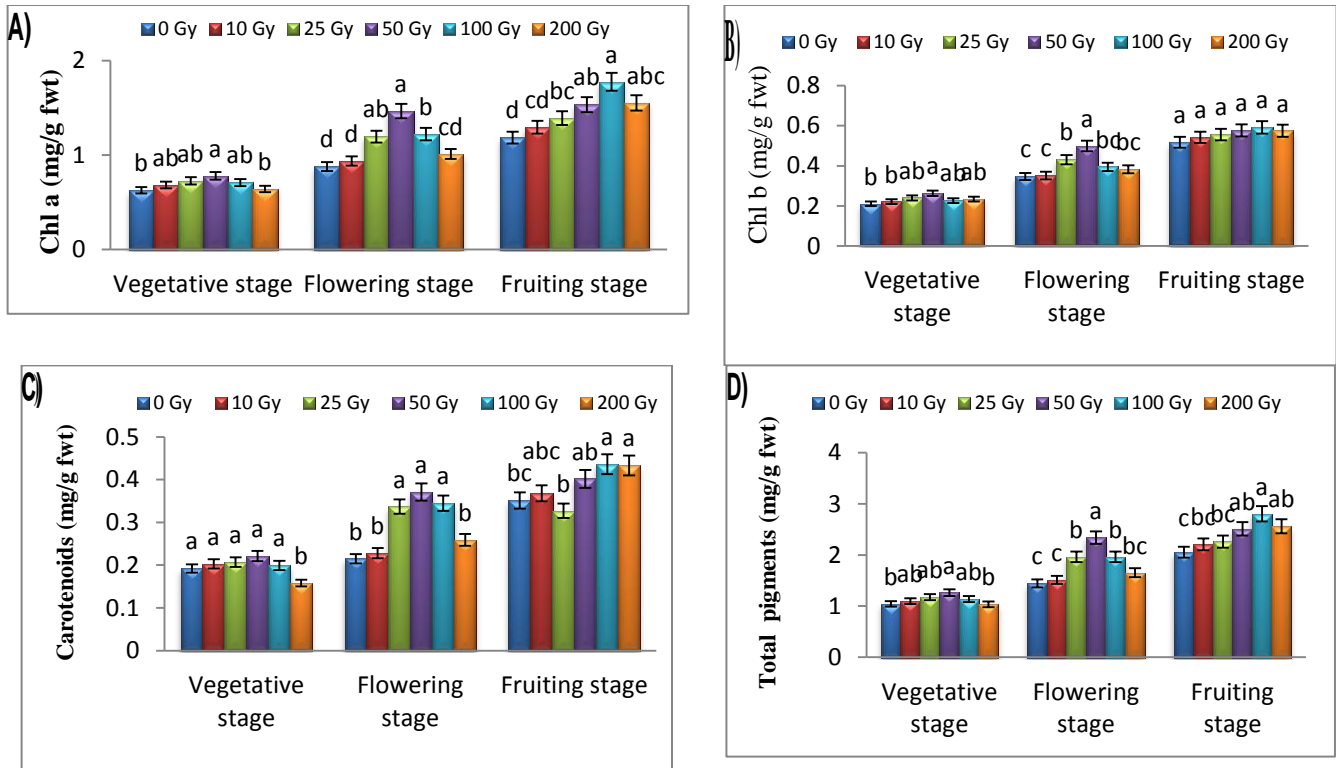 A)
0 Gy 10 Gy 25 Gy 50 Gy 100 Gy 200 Gy
Chl a (mg/g fwt)
2
1
0
b ab ab a ab b
d d ab a b cd
d cd bc ab a abc
Vegetative stage Flowering stage Fruiting stage
B)
0 Gy 10 Gy 25 Gy 50 Gy 100 Gy 200 Gy
Chl b (mg/g fwt)
0.8
0.6
0.4
0.2
0
b b ab a ab ab
c c b a bc bc
a a a a a a
Vegetative
stage
Flowering
stage
Fruiting stage
C)
0 Gy 10 Gy 25 Gy 50 Gy 100 Gy 200 Gy
Carotenoids (mg/g fwt)
0.5
0.4
0.3
0.2
0.1
0
a a a a a b
b b a a a b
bc abc b ab a a
Vegetative
stage
Flowering
stage
Fruiting stage
D)
0 Gy 10 Gy 25 Gy 50 Gy 100 Gy 200 Gy
Total pigments (mg/g fwt)
4
3
2
1
0
b ab ab a ab b
c c b a b bc
c bc bc ab a ab
Vegetative
stage
Flowering
stage
Fruiting
stage